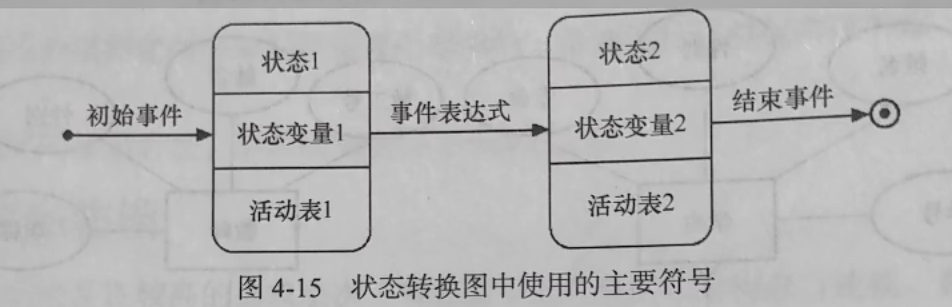 状态1
状态2
初始事件
事件表达式
结束事件
状态变量1
状态变量2
活动表1
活动表2
图 4-15 状态转换图中使用的主要符号